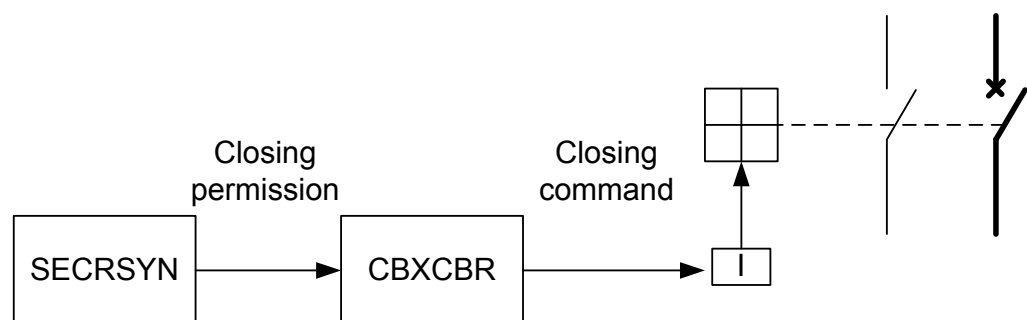 Closing
permission
Closing
command
SECRSYN
CBXCBR
I